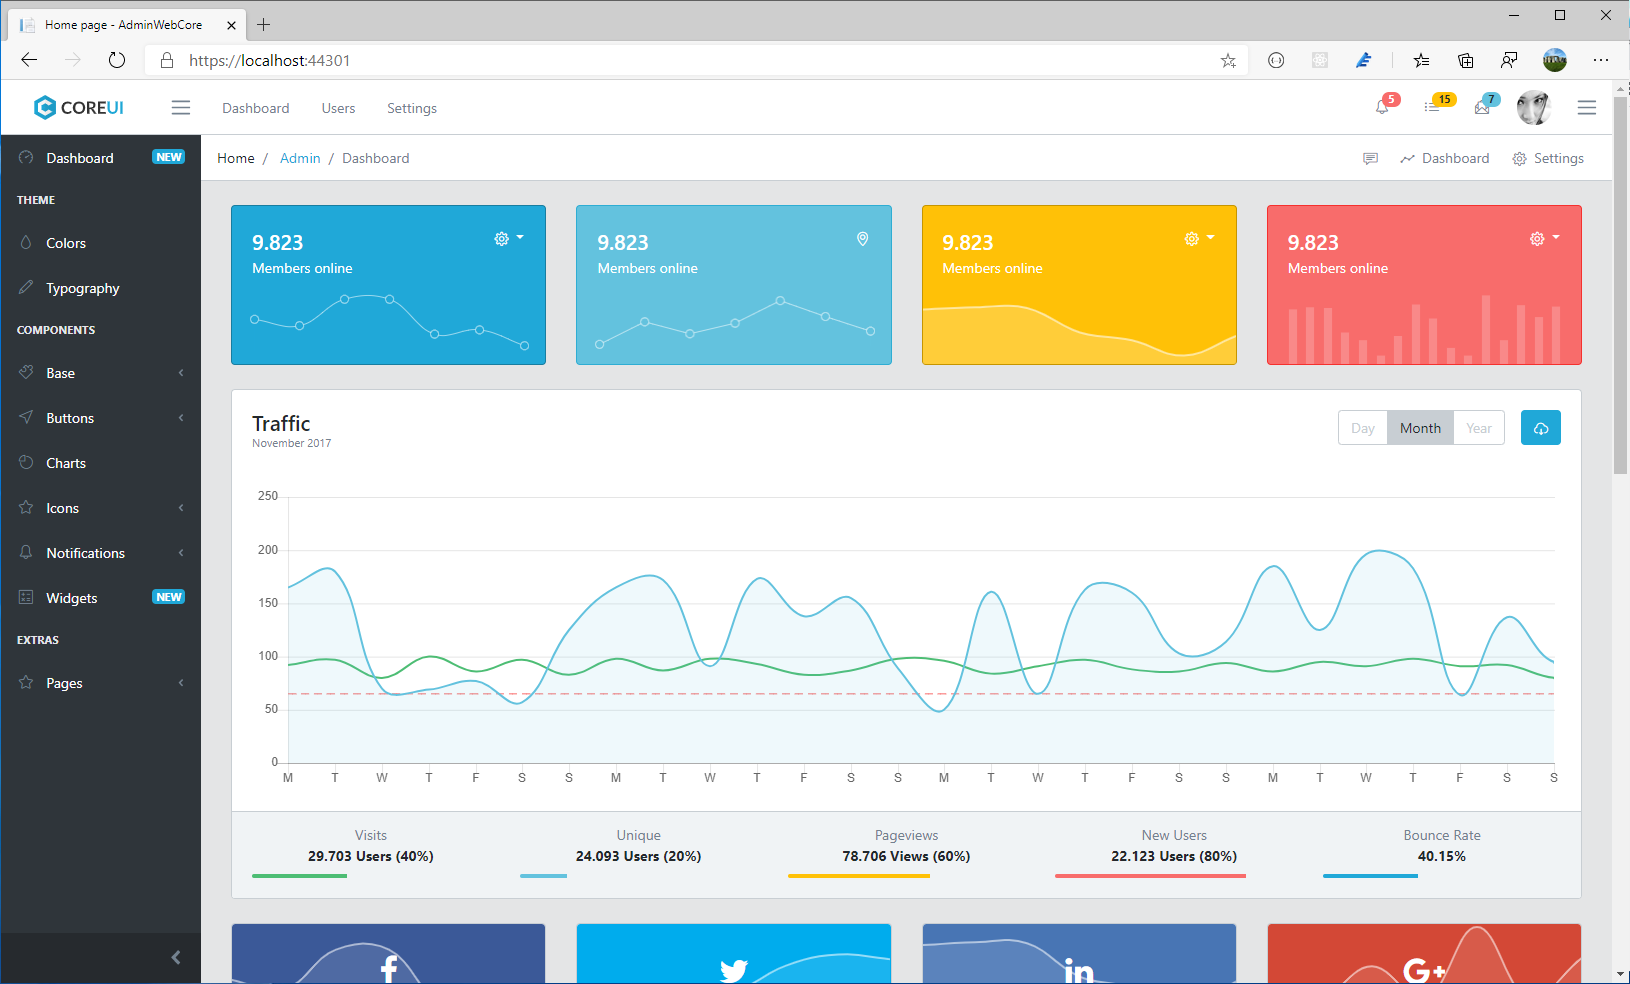 Home page - AdminWebCore
https://localhost:44301
COREUI
Dashboard Users Settings
5 15 7
Dashboard NEW
THEME
Colors
Typography
COMPONENTS
Base
Buttons
Charts
Icons
Notifications
Widgets NEW
EXTRAS
Pages
Home / Admin / Dashboard
Dashboard Settings
9.823
Members online
9.823
Members online
9.823
Members online
9.823
Members online
Traffic
November 2017
Day Month Year
250
200
150
100
50
0
M T W T F S S M T W T F S S M T W T F S S M T W T F S S
Visits
29.703 Users (40%)
Unique
24.093 Users (20%)
Pageviews
78.706 Views (60%)
New Users
22.123 Users (80%)
Bounce Rate
40.15%
f
in
G+